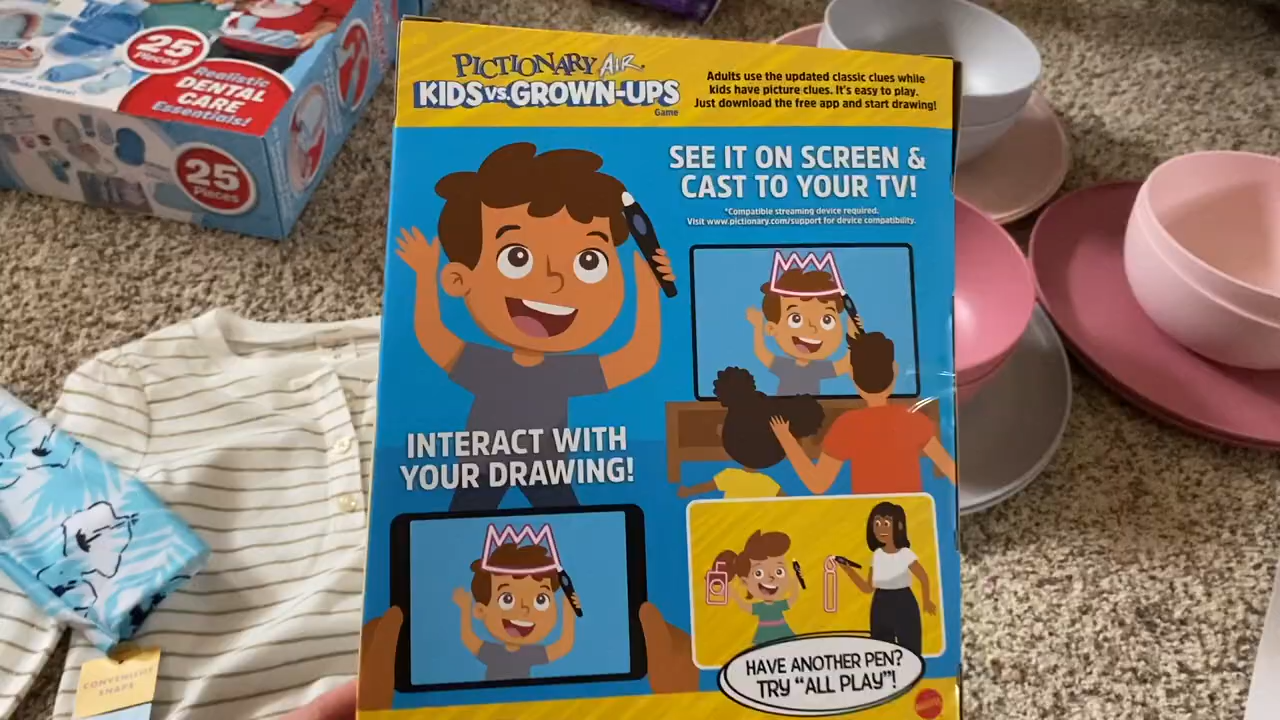 25
Pieces
Realistic
DENTAL
CARE
Essentials!
25
Pieces
PICTIONARY AIR
KIDS VS. GROWN-UPS
Game
Adults use the updated classic clues while
kids have picture clues. It's easy to play.
Just download the free app and start drawing!
SEE IT ON SCREEN &
CAST TO YOUR TV!
*Compatible streaming device required.
Visit www.pictionary.com/support for device compatibility.
INTERACT WITH
YOUR DRAWING!
HAVE ANOTHER PEN?
TRY "ALL PLAY"!
CONVENIENT
SNAPS